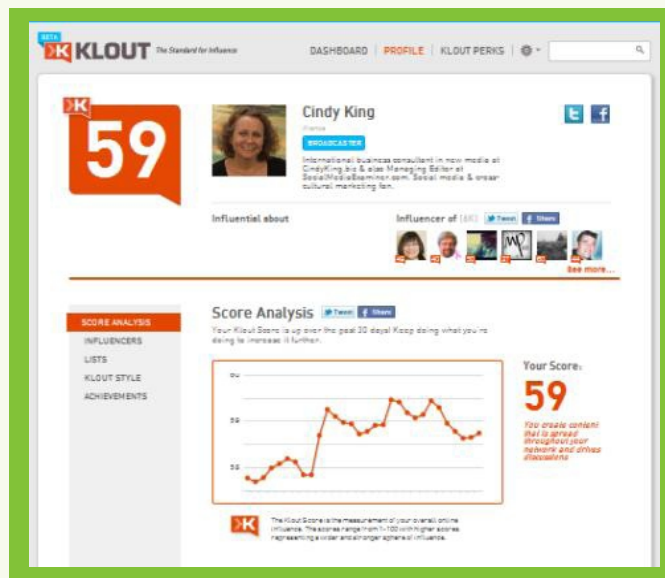 BETA
KLOUT The Standard for Influence
DASHBOARD | PROFILE | KLOUT PERKS |
59
Cindy King
France
BROADCASTER
International business consultant in new media at
CindyKing.biz & also Managing Editor at
SocialMediaExaminer.com. Social media & cross-
cultural marketing fan.
Influential about
Influencer of (6K) Tweet Share
See more...
SCORE ANALYSIS
INFLUENCERS
LISTS
KLOUT STYLE
ACHIEVEMENTS
Score Analysis Tweet Share
Your Klout Score is up over the past 30 days! Keep doing what you're
doing to increase it further.
60
59
58
Your Score:
59
You create content
that is spread
throughout your
network and drives
discussions
The Klout Score is the measurement of your overall online
influence. The scores range from 1-100 with higher scores
representing a wider and stronger sphere of influence.